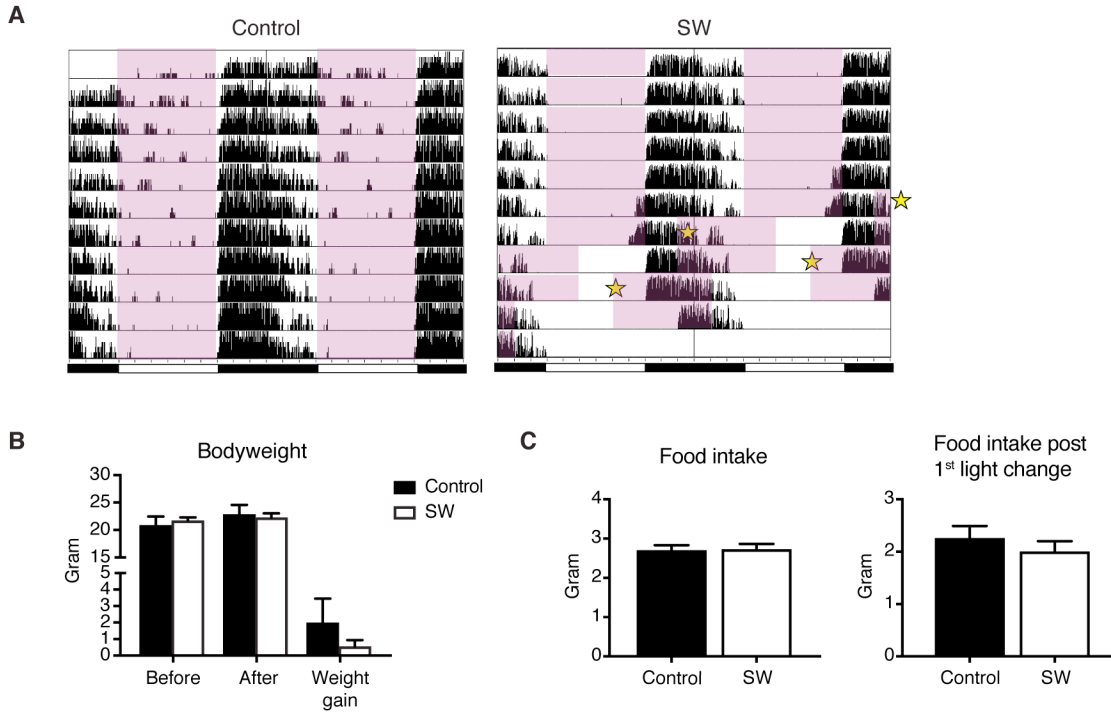 A
Control
SW
B
Bodyweight
Control
SW
Gram
30
25
20
15
5
4
3
2
1
0
Before
After
Weight
gain
C
Food intake
Gram
4
3
2
1
0
Control
SW
Food intake post
1st light change
Gram
3
2
1
0
Control
SW